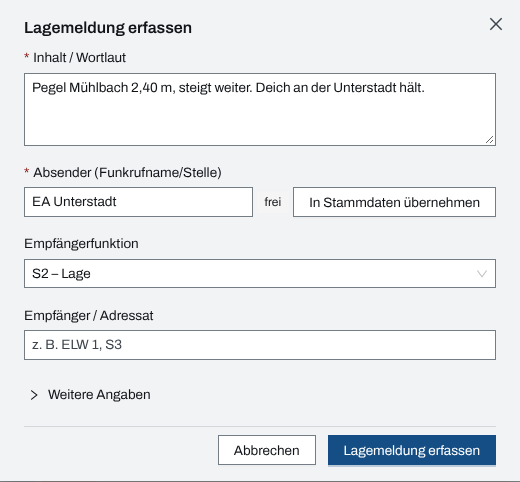 Lagemeldung erfassen
* Inhalt / Wortlaut
Pegel Mühlbach 2,40 m, steigt weiter. Deich an der Unterstadt hält.
* Absender (Funkrufname/Stelle)
EA Unterstadt
frei
In Stammdaten übernehmen
Empfängerfunktion
S2 – Lage
Empfänger / Adressat
z. B. ELW 1, S3
Weitere Angaben
Abbrechen
Lagemeldung erfassen